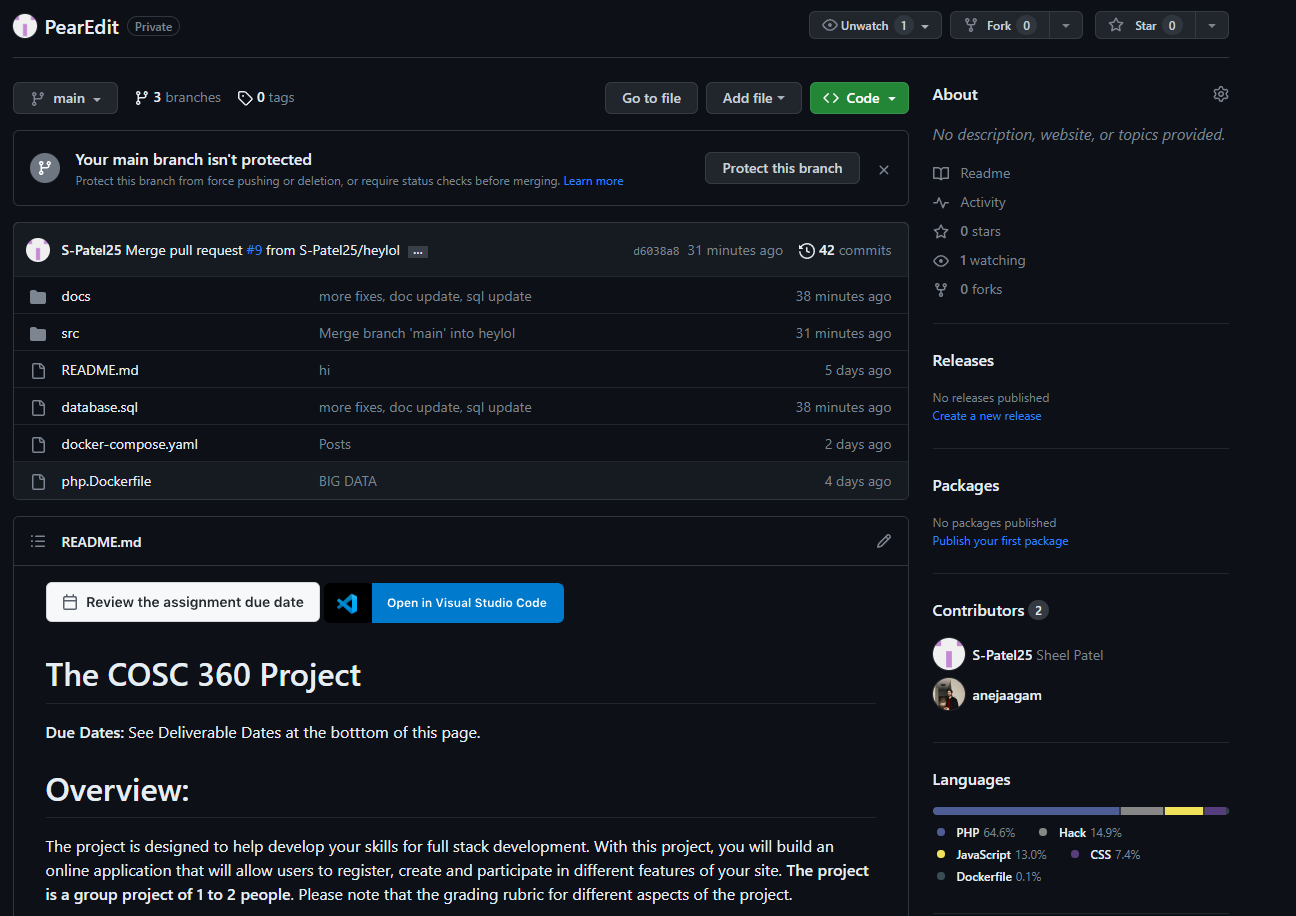 PearEdit Private
Unwatch 1
Fork 0
Star 0
main
3 branches
0 tags
Go to file
Add file
Code
Your main branch isn't protected
Protect this branch from force pushing or deletion, or require status checks before merging. Learn more
Protect this branch
S-Patel25 Merge pull request #9 from S-Patel25/heylol ... d6038a8 31 minutes ago 42 commits
docs more fixes, doc update, sql update 38 minutes ago
src Merge branch 'main' into heylol 31 minutes ago
README.md hi 5 days ago
database.sql more fixes, doc update, sql update 38 minutes ago
docker-compose.yaml Posts 2 days ago
php.Dockerfile BIG DATA 4 days ago
README.md
Review the assignment due date
Open in Visual Studio Code
The COSC 360 Project
Due Dates: See Deliverable Dates at the botttom of this page.
Overview:
The project is designed to help develop your skills for full stack development. With this project, you will build an
online application that will allow users to register, create and participate in different features of your site. The project
is a group project of 1 to 2 people. Please note that the grading rubric for different aspects of the project.
About
No description, website, or topics provided.
Readme
Activity
0 stars
1 watching
0 forks
Releases
No releases published
Create a new release
Packages
No packages published
Publish your first package
Contributors 2
S-Patel25 Sheel Patel
anejaagam
Languages
PHP 64.6% Hack 14.9%
JavaScript 13.0% CSS 7.4%
Dockerfile 0.1%